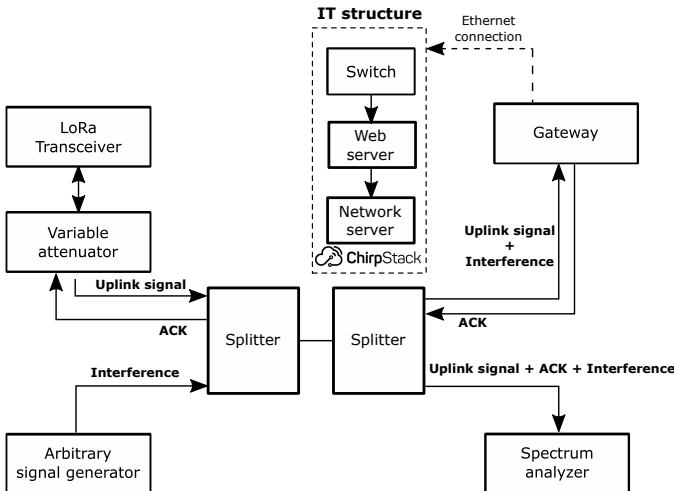 IT structure
Switch
Web
server
Network
server
ChirpStack
Ethernet
connection
LoRa
Transceiver
Gateway
Variable
attenuator
Uplink signal
ACK
Splitter
Splitter
Uplink signal
+
Interference
ACK
Interference
Uplink signal + ACK + Interference
Arbitrary
signal generator
Spectrum
analyzer